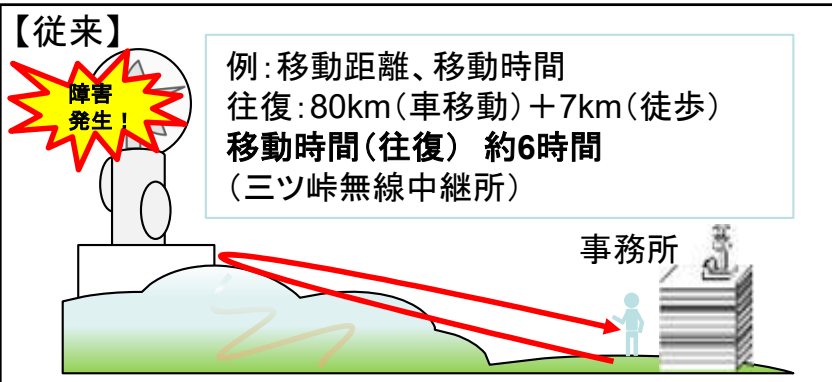 【従来】
障害
発生！
例：移動距離、移動時間
往復：80km（車移動）＋7km（徒歩）
移動時間（往復） 約6時間
（三ツ峠無線中継所）
事務所